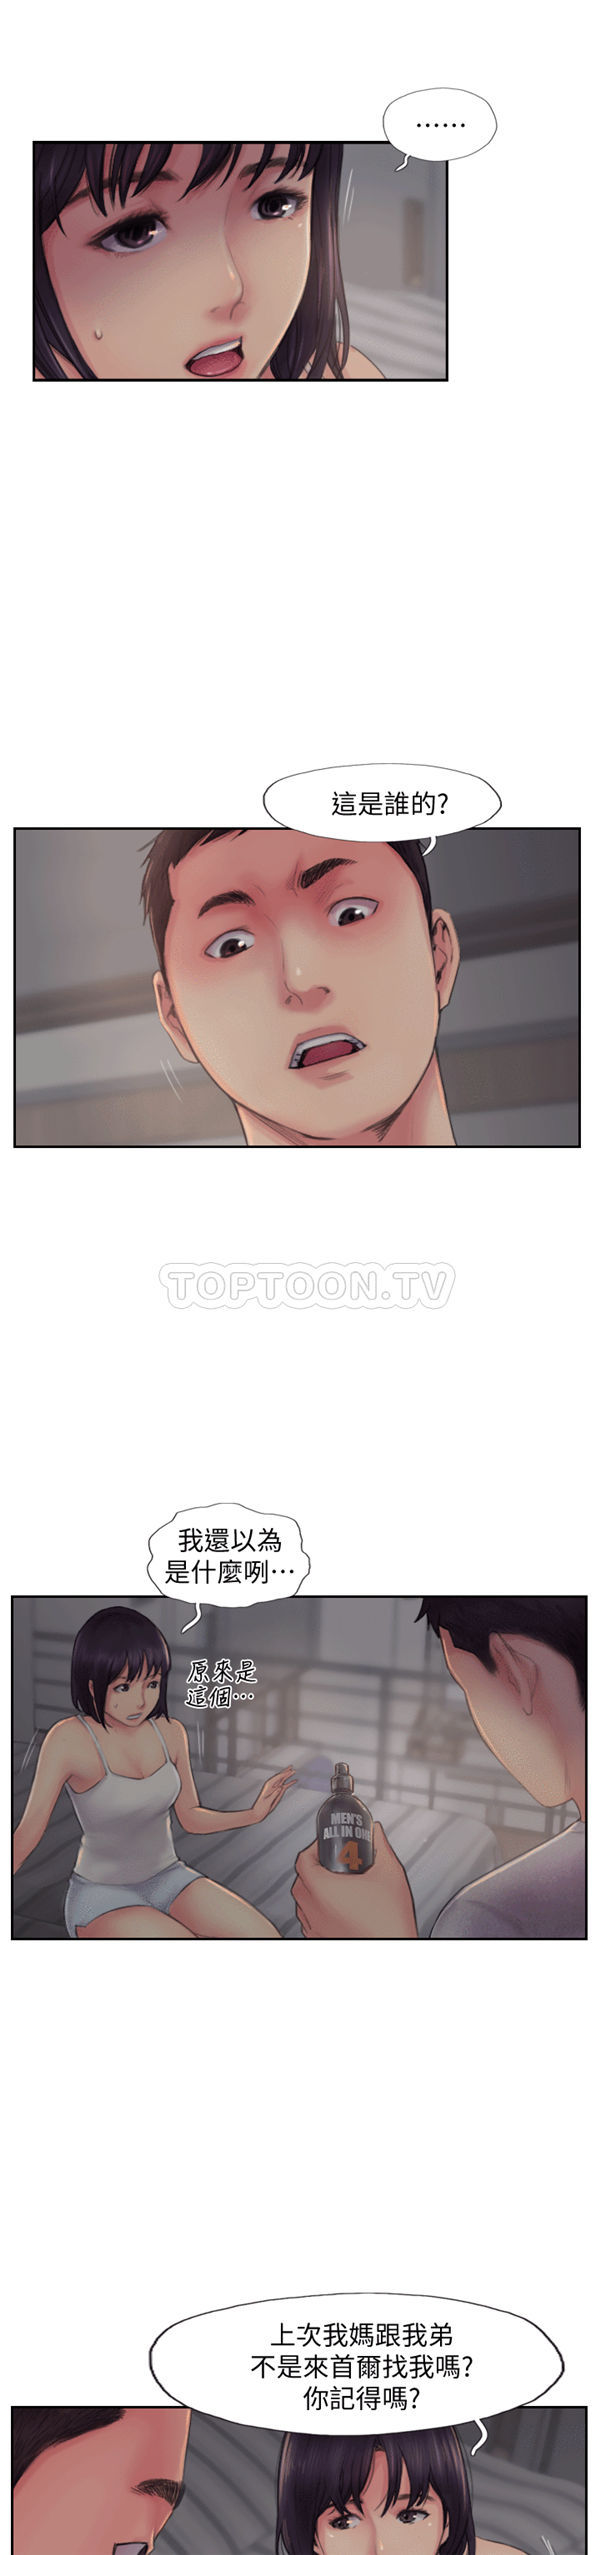 ……
這是誰的?
TOPTOON.TV
我還以為
是什麼咧…
原來是
這個…
MEN'S
ALL IN ONE
4
上次我媽跟我弟
不是來首爾找我嗎?
你記得嗎?